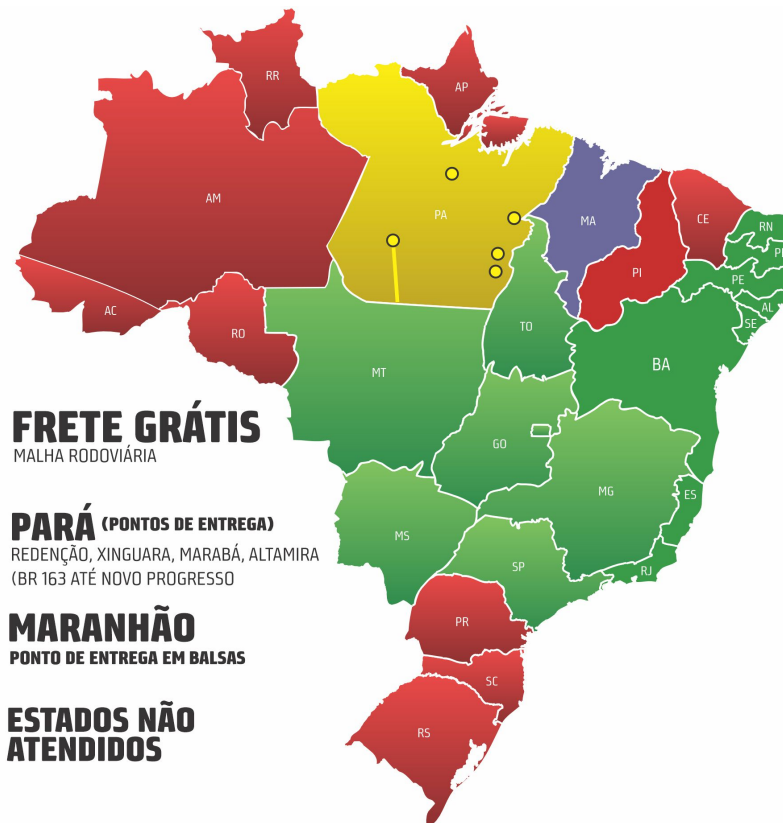 RR
AP
AM
PA
MA
CE
RN
PI
PE
AL
SE
AC
RO
TO
BA
MT
FRETE GRÁTIS
MALHA RODOVIÁRIA
GO
MG
ES
PARÁ (PONTOS DE ENTREGA)
REDENÇÃO, XINGUARA, MARABÁ, ALTAMIRA
(BR 163 ATÉ NOVO PROGRESSO
MS
SP
RJ
MARANHÃO
PONTO DE ENTREGA EM BALSAS
PR
SC
ESTADOS NÃO
ATENDIDOS
RS